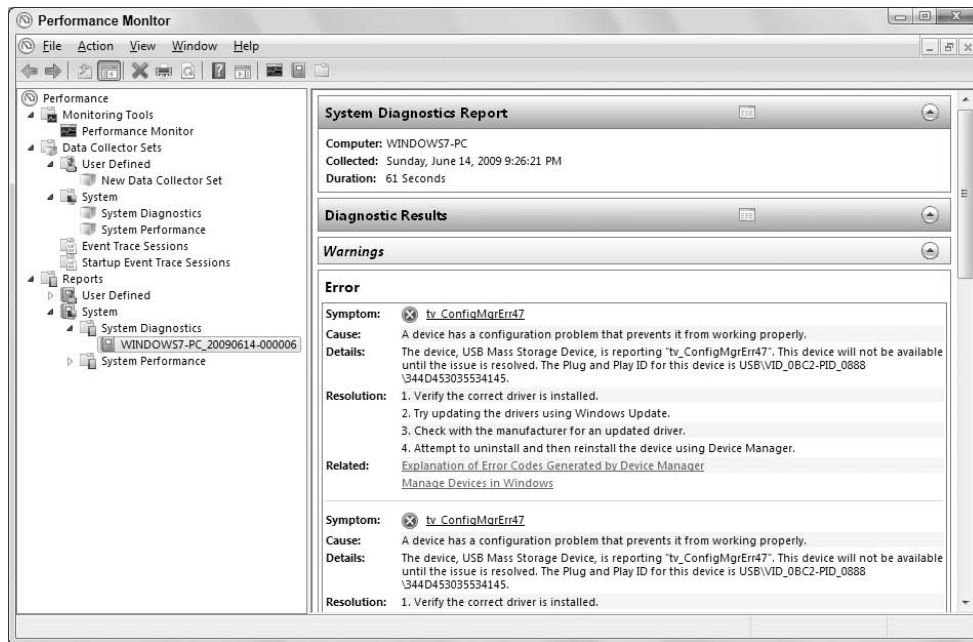 Performance Monitor
File Action View Window Help
Performance
Monitoring Tools
Performance Monitor
Data Collector Sets
User Defined
New Data Collector Set
System
System Diagnostics
System Performance
Event Trace Sessions
Startup Event Trace Sessions
Reports
User Defined
System
System Diagnostics
WINDOWS7-PC_20090614-000006
System Performance
System Diagnostics Report
Computer: WINDOWS7-PC
Collected: Sunday, June 14, 2009 9:26:21 PM
Duration: 61 Seconds
Diagnostic Results
Warnings
Error
Symptom: tv_ConfigMgrErr47
Cause: A device has a configuration problem that prevents it from working properly.
Details: The device, USB Mass Storage Device, is reporting "tv_ConfigMgrErr47". This device will not be available
until the issue is resolved. The Plug and Play ID for this device is USB\VID_0BC2-PID_0888
\344D453035534145.
Resolution: 1. Verify the correct driver is installed.
2. Try updating the drivers using Windows Update.
3. Check with the manufacturer for an updated driver.
4. Attempt to uninstall and then reinstall the device using Device Manager.
Related: Explanation of Error Codes Generated by Device Manager
Manage Devices in Windows
Symptom: tv_ConfigMgrErr47
Cause: A device has a configuration problem that prevents it from working properly.
Details: The device, USB Mass Storage Device, is reporting "tv_ConfigMgrErr47". This device will not be available
until the issue is resolved. The Plug and Play ID for this device is USB\VID_0BC2-PID_0888
\344D453035534145.
Resolution: 1. Verify the correct driver is installed.